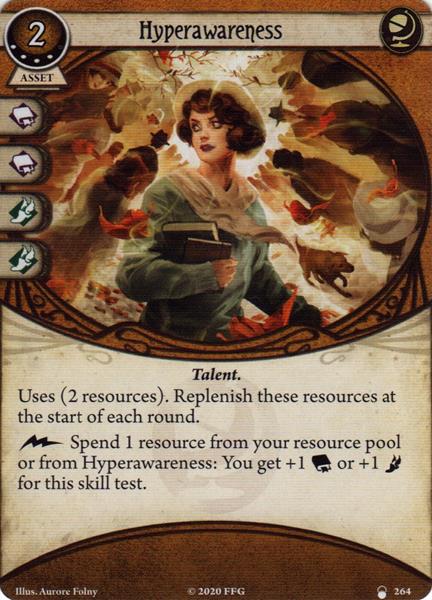 2
Hyperawareness
ASSET
Talent.
Uses (2 resources). Replenish these resources at
the start of each round.
Spend 1 resource from your resource pool
or from Hyperawareness: You get +1 or +1
for this skill test.
Illus. Aurore Folny © 2020 FFG 264